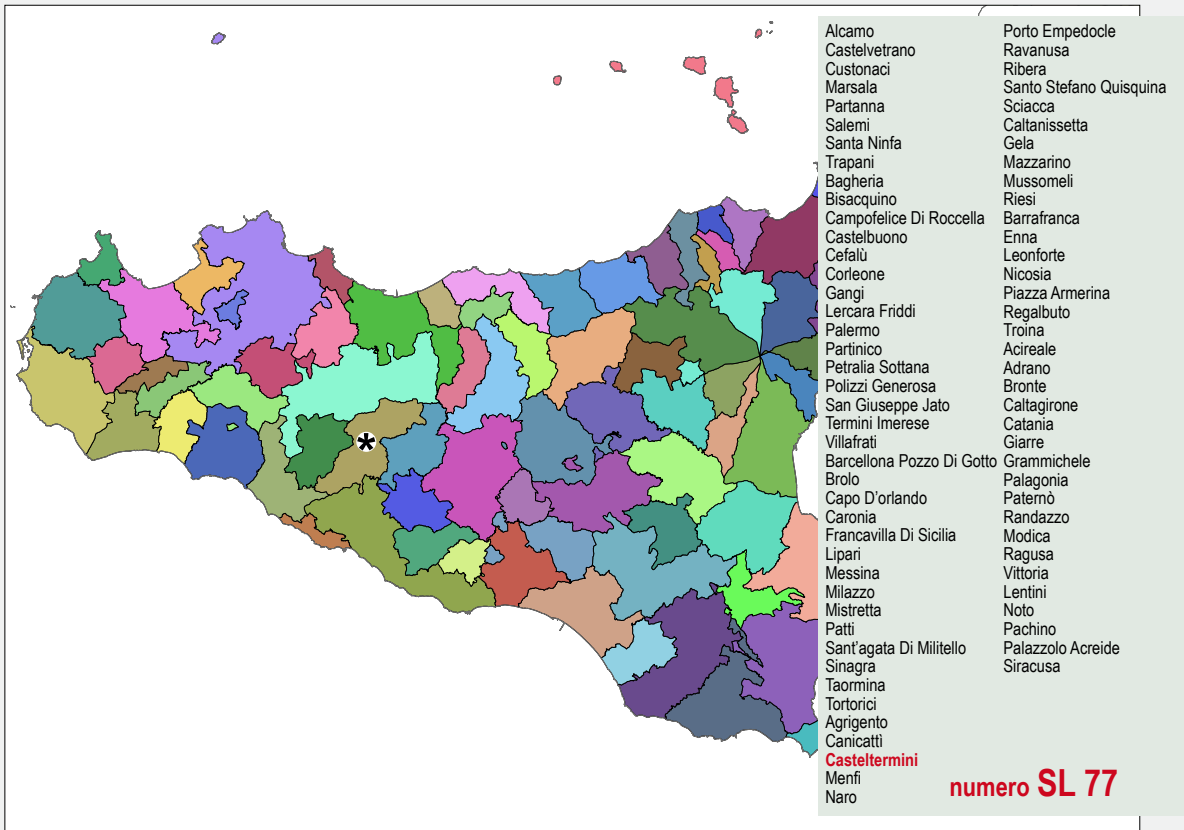 Alcamo
Castelvetrano
Custonaci
Marsala
Partanna
Salemi
Santa Ninfa
Trapani
Bagheria
Bisacquino
Campofelice Di Roccella
Castelbuono
Cefalù
Corleone
Gangi
Lercara Friddi
Palermo
Partinico
Petralia Sottana
Polizzi Generosa
San Giuseppe Jato
Termini Imerese
Villafrati
Barcellona Pozzo Di Gotto
Brolo
Capo D'orlando
Caronia
Francavilla Di Sicilia
Lipari
Messina
Milazzo
Mistretta
Patti
Sant'agata Di Militello
Sinagra
Taormina
Tortorici
Agrigento
Canicattì
Casteltermini
Menfi
Naro
Porto Empedocle
Ravanusa
Ribera
Santo Stefano Quisquina
Sciacca
Caltanissetta
Gela
Mazzarino
Mussomeli
Riesi
Barrafranca
Enna
Leonforte
Nicosia
Piazza Armerina
Regalbuto
Troina
Acireale
Adrano
Bronte
Caltagirone
Catania
Giarre
Grammichele
Palagonia
Paternò
Randazzo
Modica
Ragusa
Vittoria
Lentini
Noto
Pachino
Palazzolo Acreide
Siracusa
numero SL 77
*